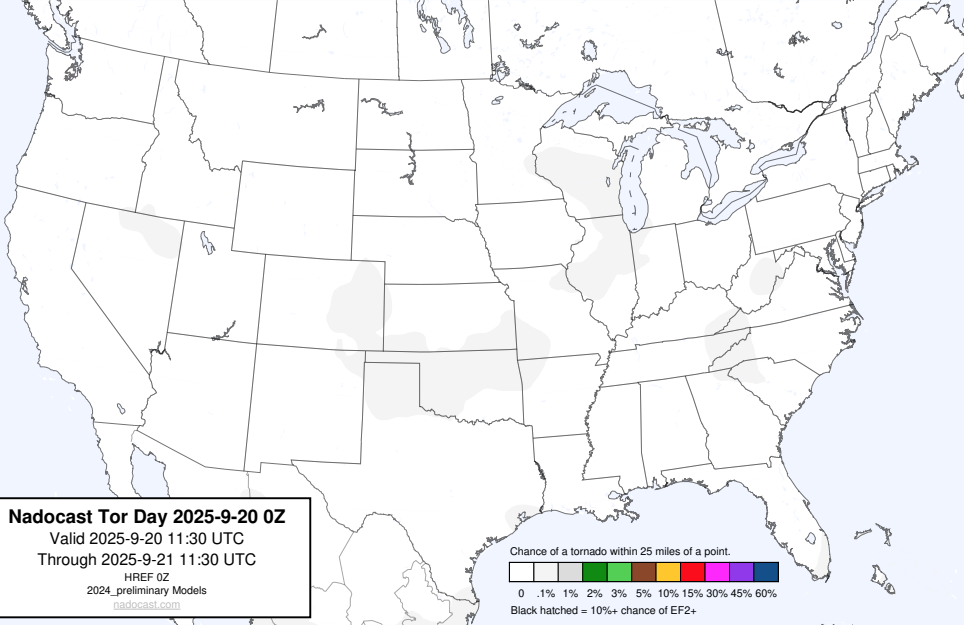 Nadocast Tor Day 2025-9-20 0Z
Valid 2025-9-20 11:30 UTC
Through 2025-9-21 11:30 UTC
HREF 0Z
2024_preliminary Models
nadocast.com
Chance of a tornado within 25 miles of a point.
0 .1% 1% 2% 3% 5% 10% 15% 30% 45% 60%
Black hatched = 10%+ chance of EF2+